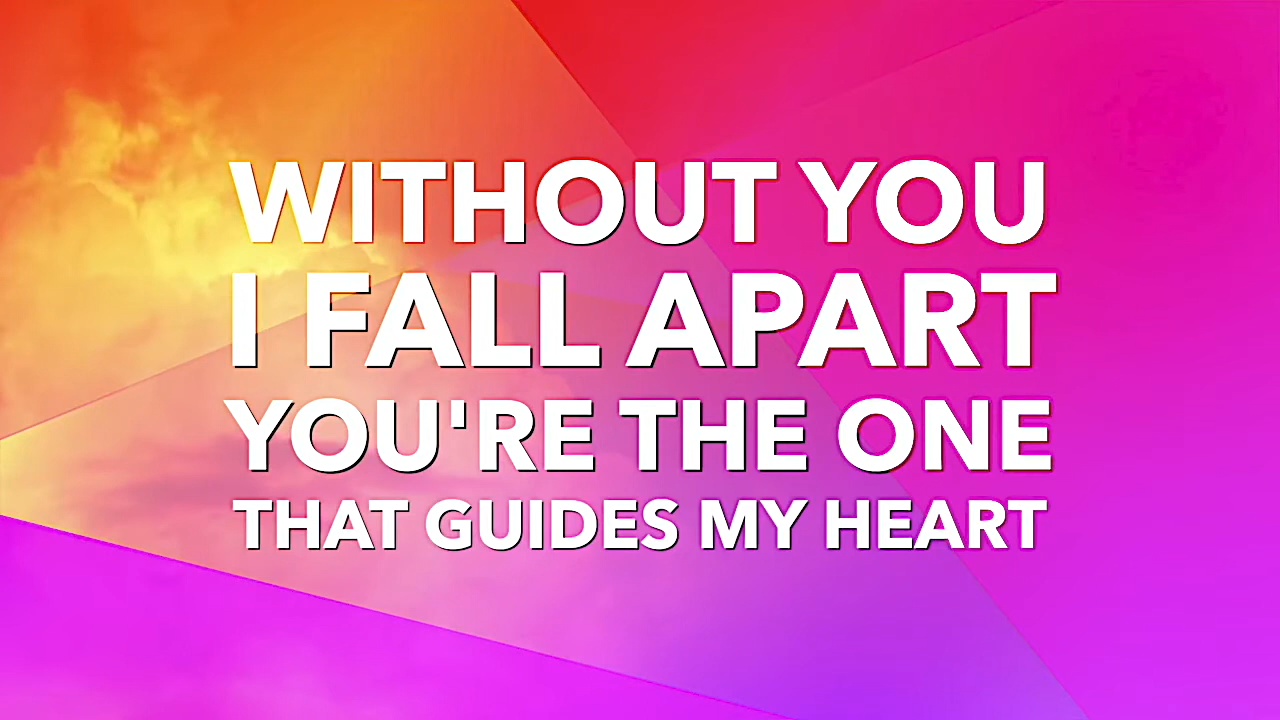 WITHOUT YOU
I FALL APART
YOU'RE THE ONE
THAT GUIDES MY HEART